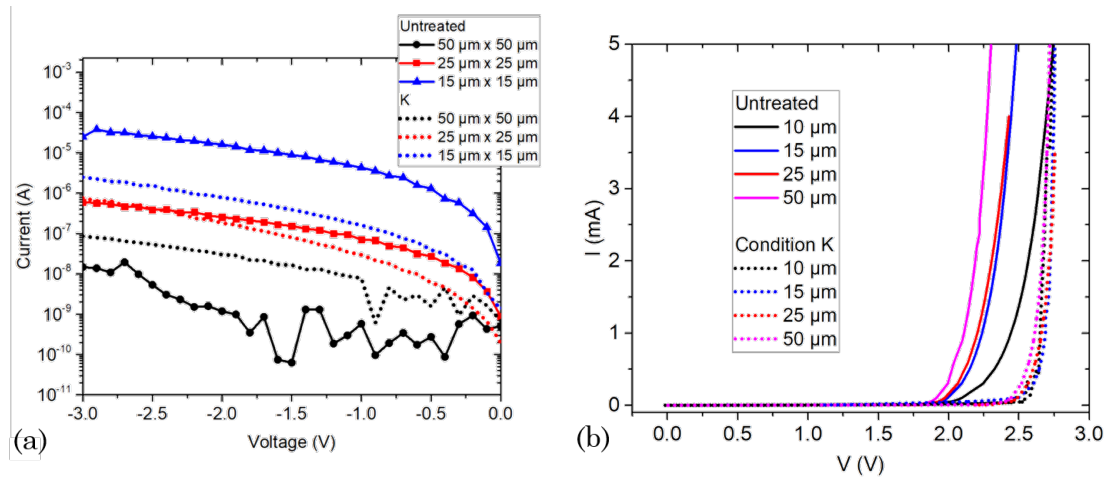 Untreated
50 µm x 50 µm
25 µm x 25 µm
15 µm x 15 µm
K
50 µm x 50 µm
25 µm x 25 µm
15 µm x 15 µm
10⁻³
10⁻⁴
10⁻⁵
10⁻⁶
10⁻⁷
10⁻⁸
10⁻⁹
10⁻¹⁰
10⁻¹¹
Current (A)
-3.0 -2.5 -2.0 -1.5 -1.0 -0.5 0.0
Voltage (V)
(a)
5
4
3
2
1
0
I (mA)
Untreated
10 µm
15 µm
25 µm
50 µm
Condition K
10 µm
15 µm
25 µm
50 µm
0.0 0.5 1.0 1.5 2.0 2.5 3.0
V (V)
(b)